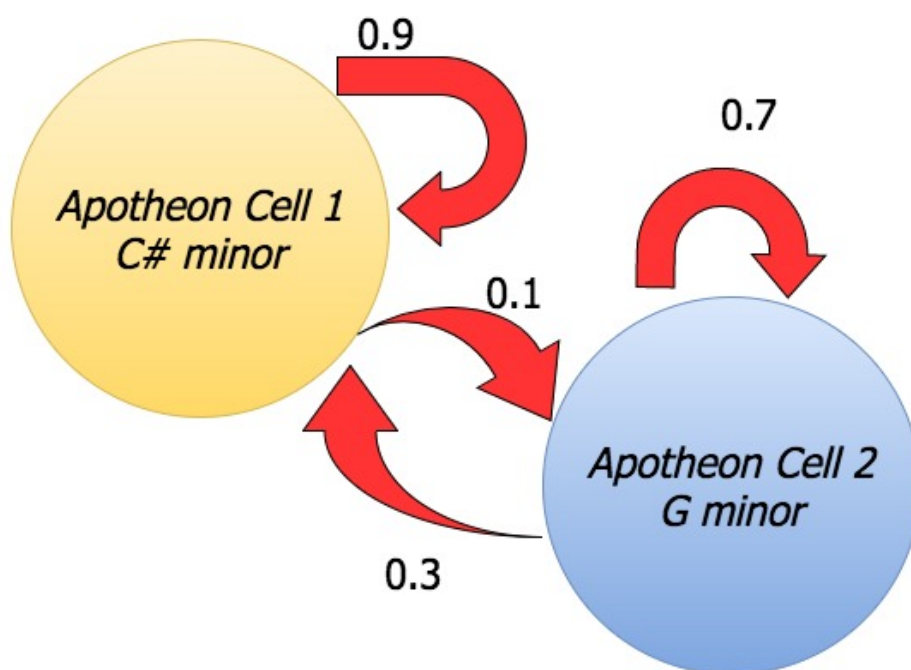 0.9
Apotheon Cell 1
C# minor
0.7
0.1
Apotheon Cell 2
G minor
0.3